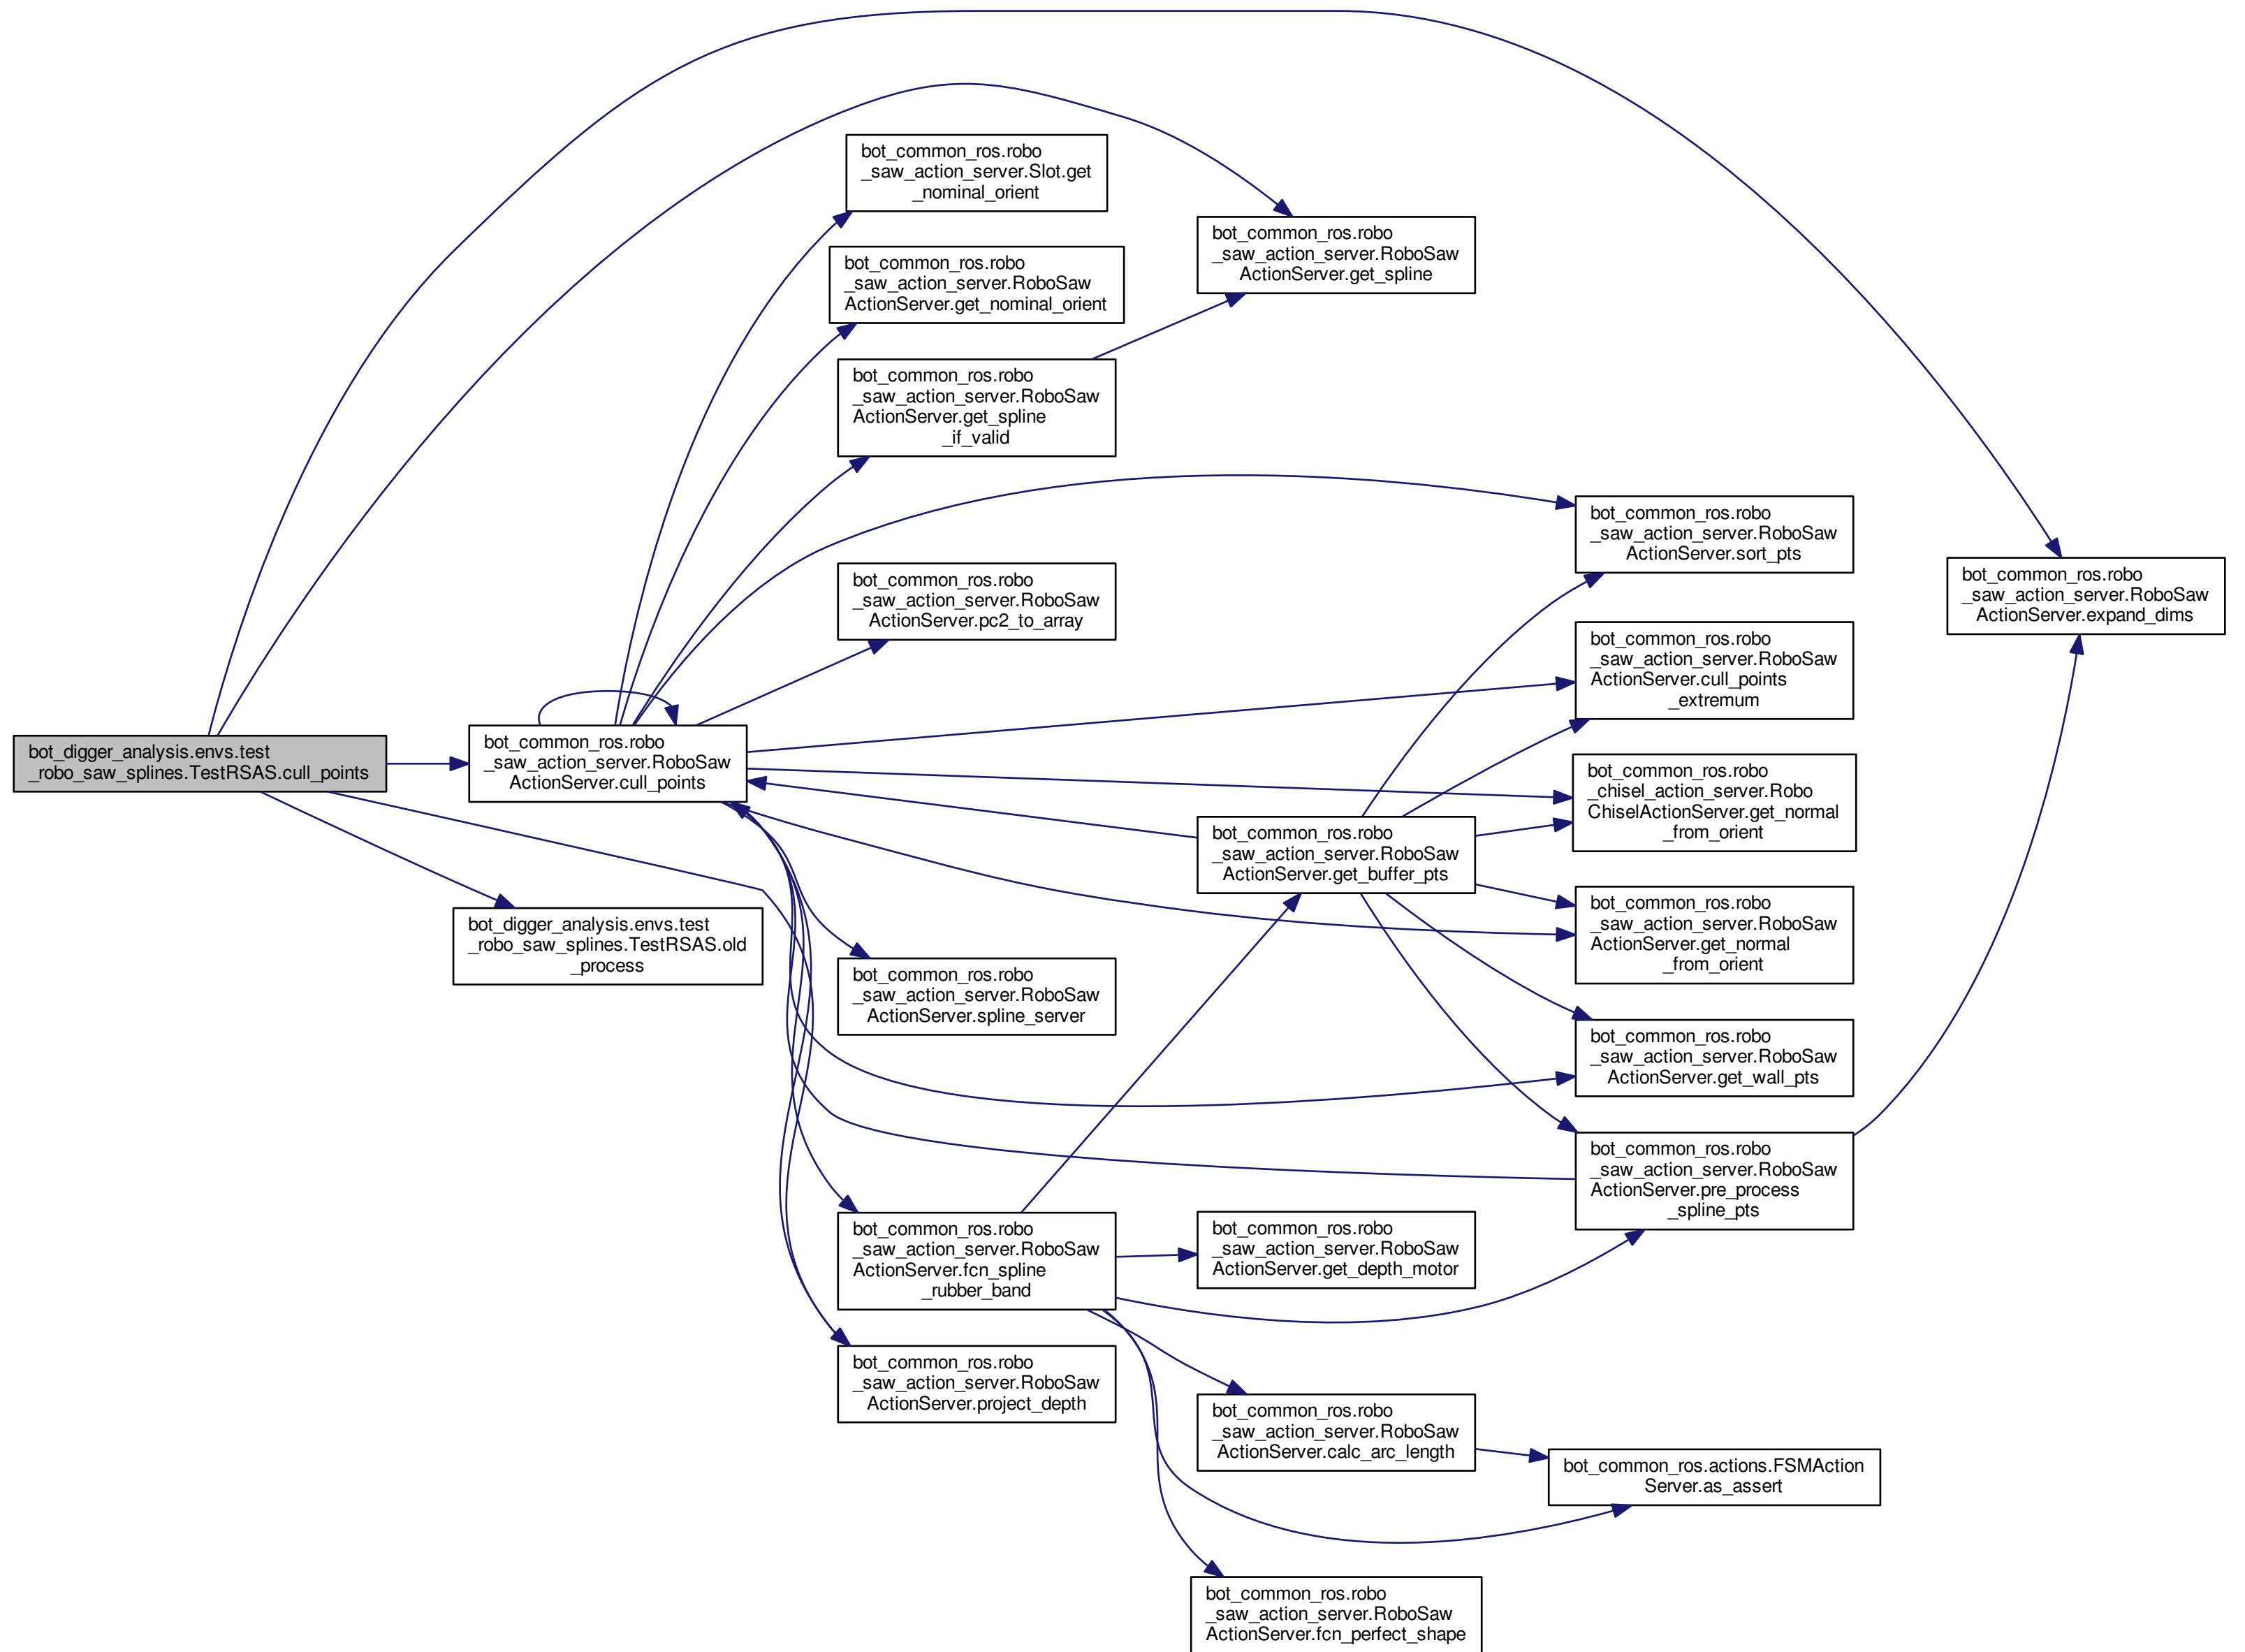 bot_common_ros.robo
_saw_action_server.Slot.get
_nominal_orient
bot_common_ros.robo
_saw_action_server.RoboSaw
ActionServer.get_spline
bot_common_ros.robo
_saw_action_server.RoboSaw
ActionServer.get_nominal_orient
bot_common_ros.robo
_saw_action_server.RoboSaw
ActionServer.get_spline
_if_valid
bot_common_ros.robo
_saw_action_server.RoboSaw
ActionServer.sort_pts
bot_common_ros.robo
_saw_action_server.RoboSaw
ActionServer.expand_dims
bot_common_ros.robo
_saw_action_server.RoboSaw
ActionServer.pc2_to_array
bot_common_ros.robo
_saw_action_server.RoboSaw
ActionServer.cull_points
_extremum
bot_digger_analysis.envs.test
_robo_saw_splines.TestRSAS.cull_points
bot_common_ros.robo
_saw_action_server.RoboSaw
ActionServer.cull_points
bot_common_ros.robo
_chisel_action_server.Robo
ChiselActionServer.get_normal
_from_orient
bot_common_ros.robo
_saw_action_server.RoboSaw
ActionServer.get_buffer_pts
bot_common_ros.robo
_saw_action_server.RoboSaw
ActionServer.get_normal
_from_orient
bot_digger_analysis.envs.test
_robo_saw_splines.TestRSAS.old
_process
bot_common_ros.robo
_saw_action_server.RoboSaw
ActionServer.spline_server
bot_common_ros.robo
_saw_action_server.RoboSaw
ActionServer.get_wall_pts
bot_common_ros.robo
_saw_action_server.RoboSaw
ActionServer.pre_process
_spline_pts
bot_common_ros.robo
_saw_action_server.RoboSaw
ActionServer.fcn_spline
_rubber_band
bot_common_ros.robo
_saw_action_server.RoboSaw
ActionServer.get_depth_motor
bot_common_ros.robo
_saw_action_server.RoboSaw
ActionServer.project_depth
bot_common_ros.robo
_saw_action_server.RoboSaw
ActionServer.calc_arc_length
bot_common_ros.actions.FSMAction
Server.as_assert
bot_common_ros.robo
_saw_action_server.RoboSaw
ActionServer.fcn_perfect_shape